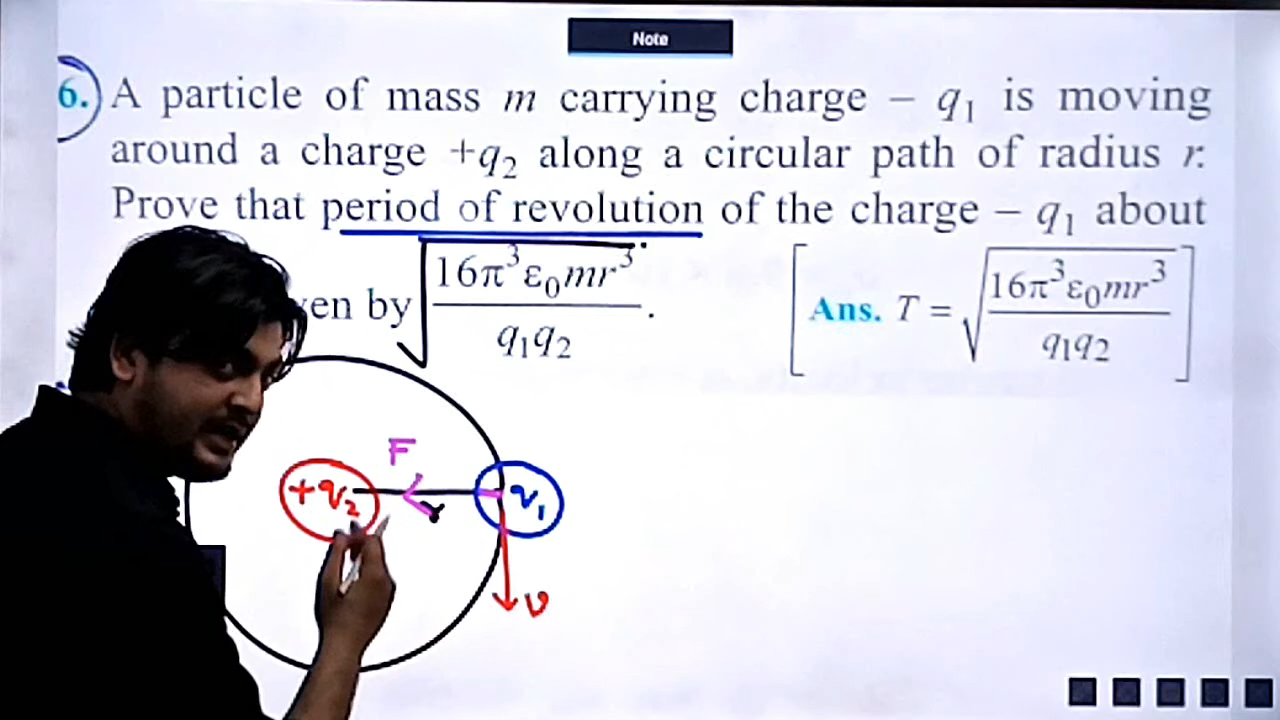 Note
6. A particle of mass m carrying charge – q₁ is moving
around a charge +q₂ along a circular path of radius r.
Prove that period of revolution of the charge – q₁ about
en by √(16π³ε₀mr³ / q₁q₂). [Ans. T = √(16π³ε₀mr³ / q₁q₂)]
F
+q₂ r q₁
v